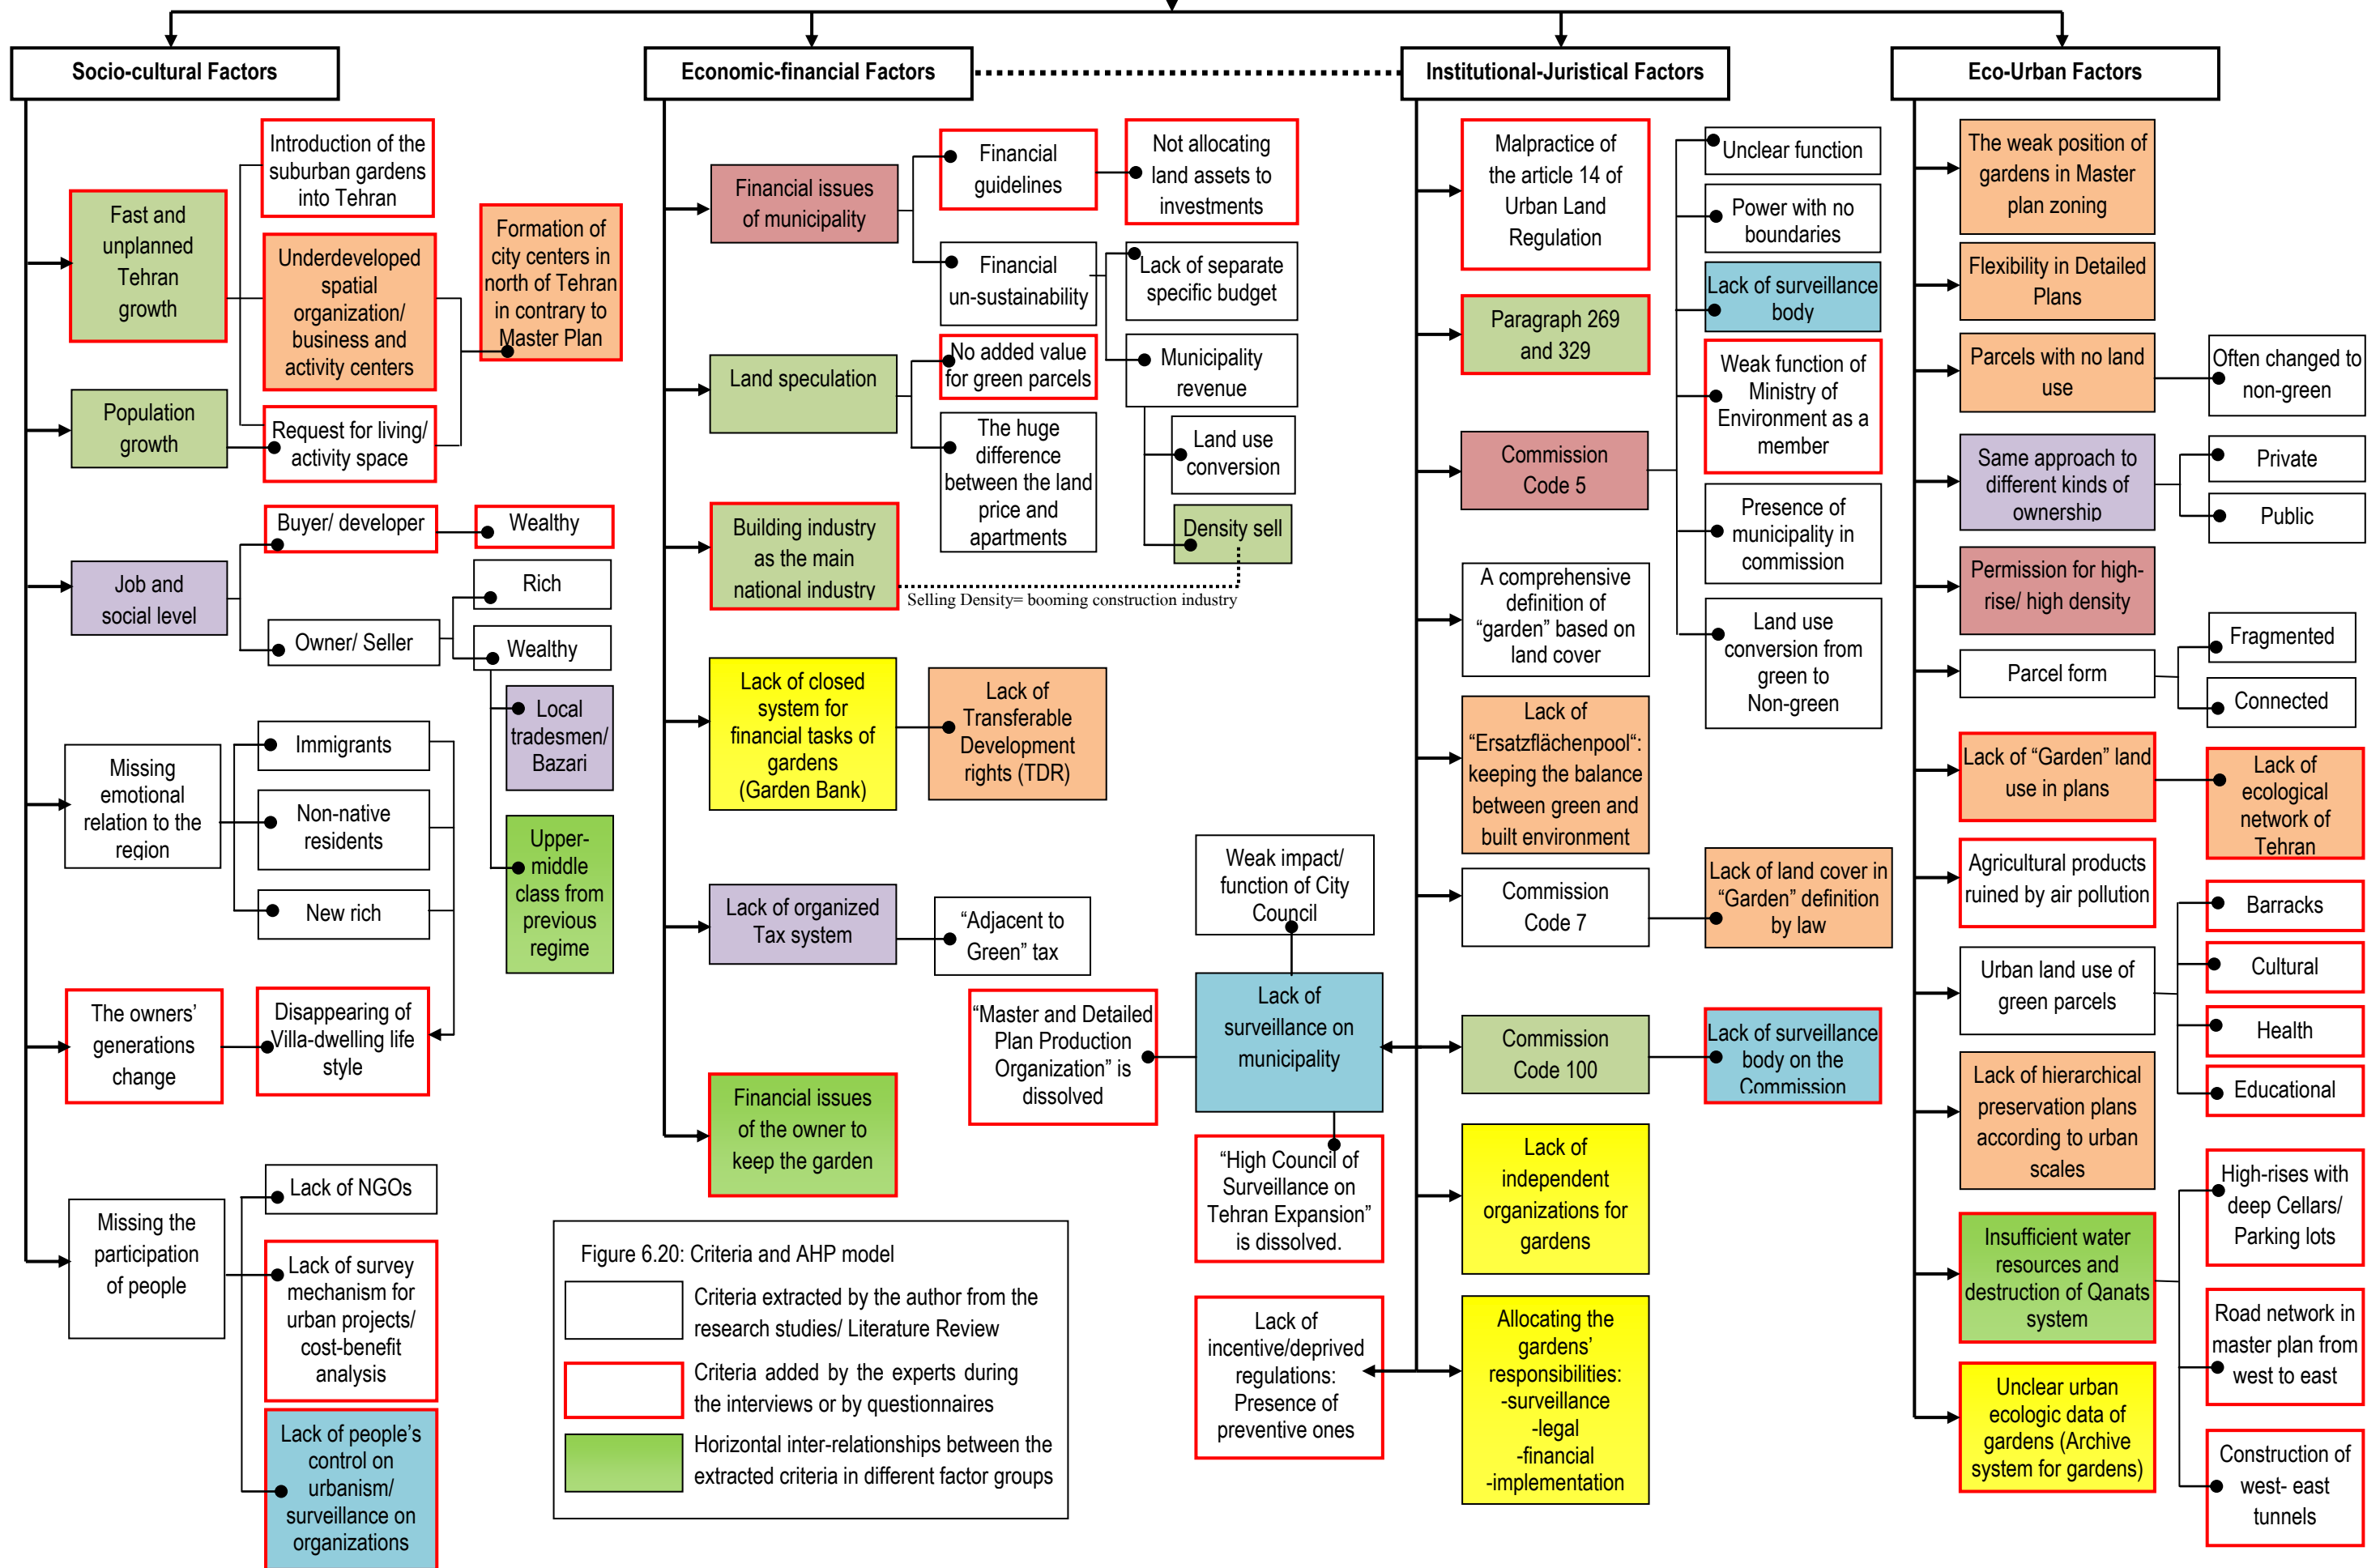 Socio-cultural Factors
Introduction of the
suburban gardens
into Tehran
Fast and
unplanned
Tehran
growth
Underdeveloped
spatial
organization/
business and
activity centers
Formation of
city centers in
north of Tehran
in contrary to
Master Plan
Population
growth
Request for living/
activity space
Job and
social level
Buyer/ developer
Wealthy
Owner/ Seller
Rich
Wealthy
Local
tradesmen/
Bazari
Upper-
middle
class from
previous
regime
Missing
emotional
relation to the
region
Immigrants
Non-native
residents
New rich
The owners’
generations
change
Disappearing of
Villa-dwelling life
style
Missing the
participation
of people
Lack of NGOs
Lack of survey
mechanism for
urban projects/
cost-benefit
analysis
Lack of people’s
control on
urbanism/
surveillance on
organizations
Economic-financial Factors
Financial issues
of municipality
Financial
guidelines
Not allocating
land assets to
investments
Financial
un-sustainability
Lack of separate
specific budget
Municipality
revenue
Land use
conversion
Density sell
Land speculation
No added value
for green parcels
The huge
difference
between the land
price and
apartments
Building industry
as the main
national industry
Selling Density= booming construction industry
Lack of closed
system for
financial tasks of
gardens
(Garden Bank)
Lack of
Transferable
Development
rights (TDR)
Lack of organized
Tax system
“Adjacent to
Green” tax
Financial issues
of the owner to
keep the garden
Institutional-Juristical Factors
Malpractice of
the article 14 of
Urban Land
Regulation
Paragraph 269
and 329
Commission
Code 5
Unclear function
Power with no
boundaries
Lack of surveillance
body
Weak function of
Ministry of
Environment as a
member
Presence of
municipality in
commission
Land use
conversion from
green to
Non-green
A comprehensive
definition of
“garden” based on
land cover
Lack of
“Ersatzflächenpool“:
keeping the balance
between green and
built environment
Commission
Code 7
Lack of land cover in
“Garden” definition
by law
Weak impact/
function of City
Council
Lack of
surveillance on
municipality
“Master and Detailed
Plan Production
Organization” is
dissolved
“High Council of
Surveillance on
Tehran Expansion”
is dissolved.
Commission
Code 100
Lack of surveillance
body on the
Commission
Lack of
independent
organizations for
gardens
Lack of
incentive/deprived
regulations:
Presence of
preventive ones
Allocating the
gardens’
responsibilities:
-surveillance
-legal
-financial
-implementation
Eco-Urban Factors
The weak position of
gardens in Master
plan zoning
Flexibility in Detailed
Plans
Parcels with no land
use
Often changed to
non-green
Same approach to
different kinds of
ownership
Private
Public
Permission for high-
rise/ high density
Parcel form
Fragmented
Connected
Lack of “Garden” land
use in plans
Lack of
ecological
network of
Tehran
Agricultural products
ruined by air pollution
Urban land use of
green parcels
Barracks
Cultural
Health
Educational
Lack of hierarchical
preservation plans
according to urban
scales
Insufficient water
resources and
destruction of Qanats
system
High-rises with
deep Cellars/
Parking lots
Road network in
master plan from
west to east
Construction of
west- east
tunnels
Unclear urban
ecologic data of
gardens (Archive
system for gardens)
Figure 6.20: Criteria and AHP model
Criteria extracted by the author from the
research studies/ Literature Review
Criteria added by the experts during
the interviews or by questionnaires
Horizontal inter-relationships between the
extracted criteria in different factor groups